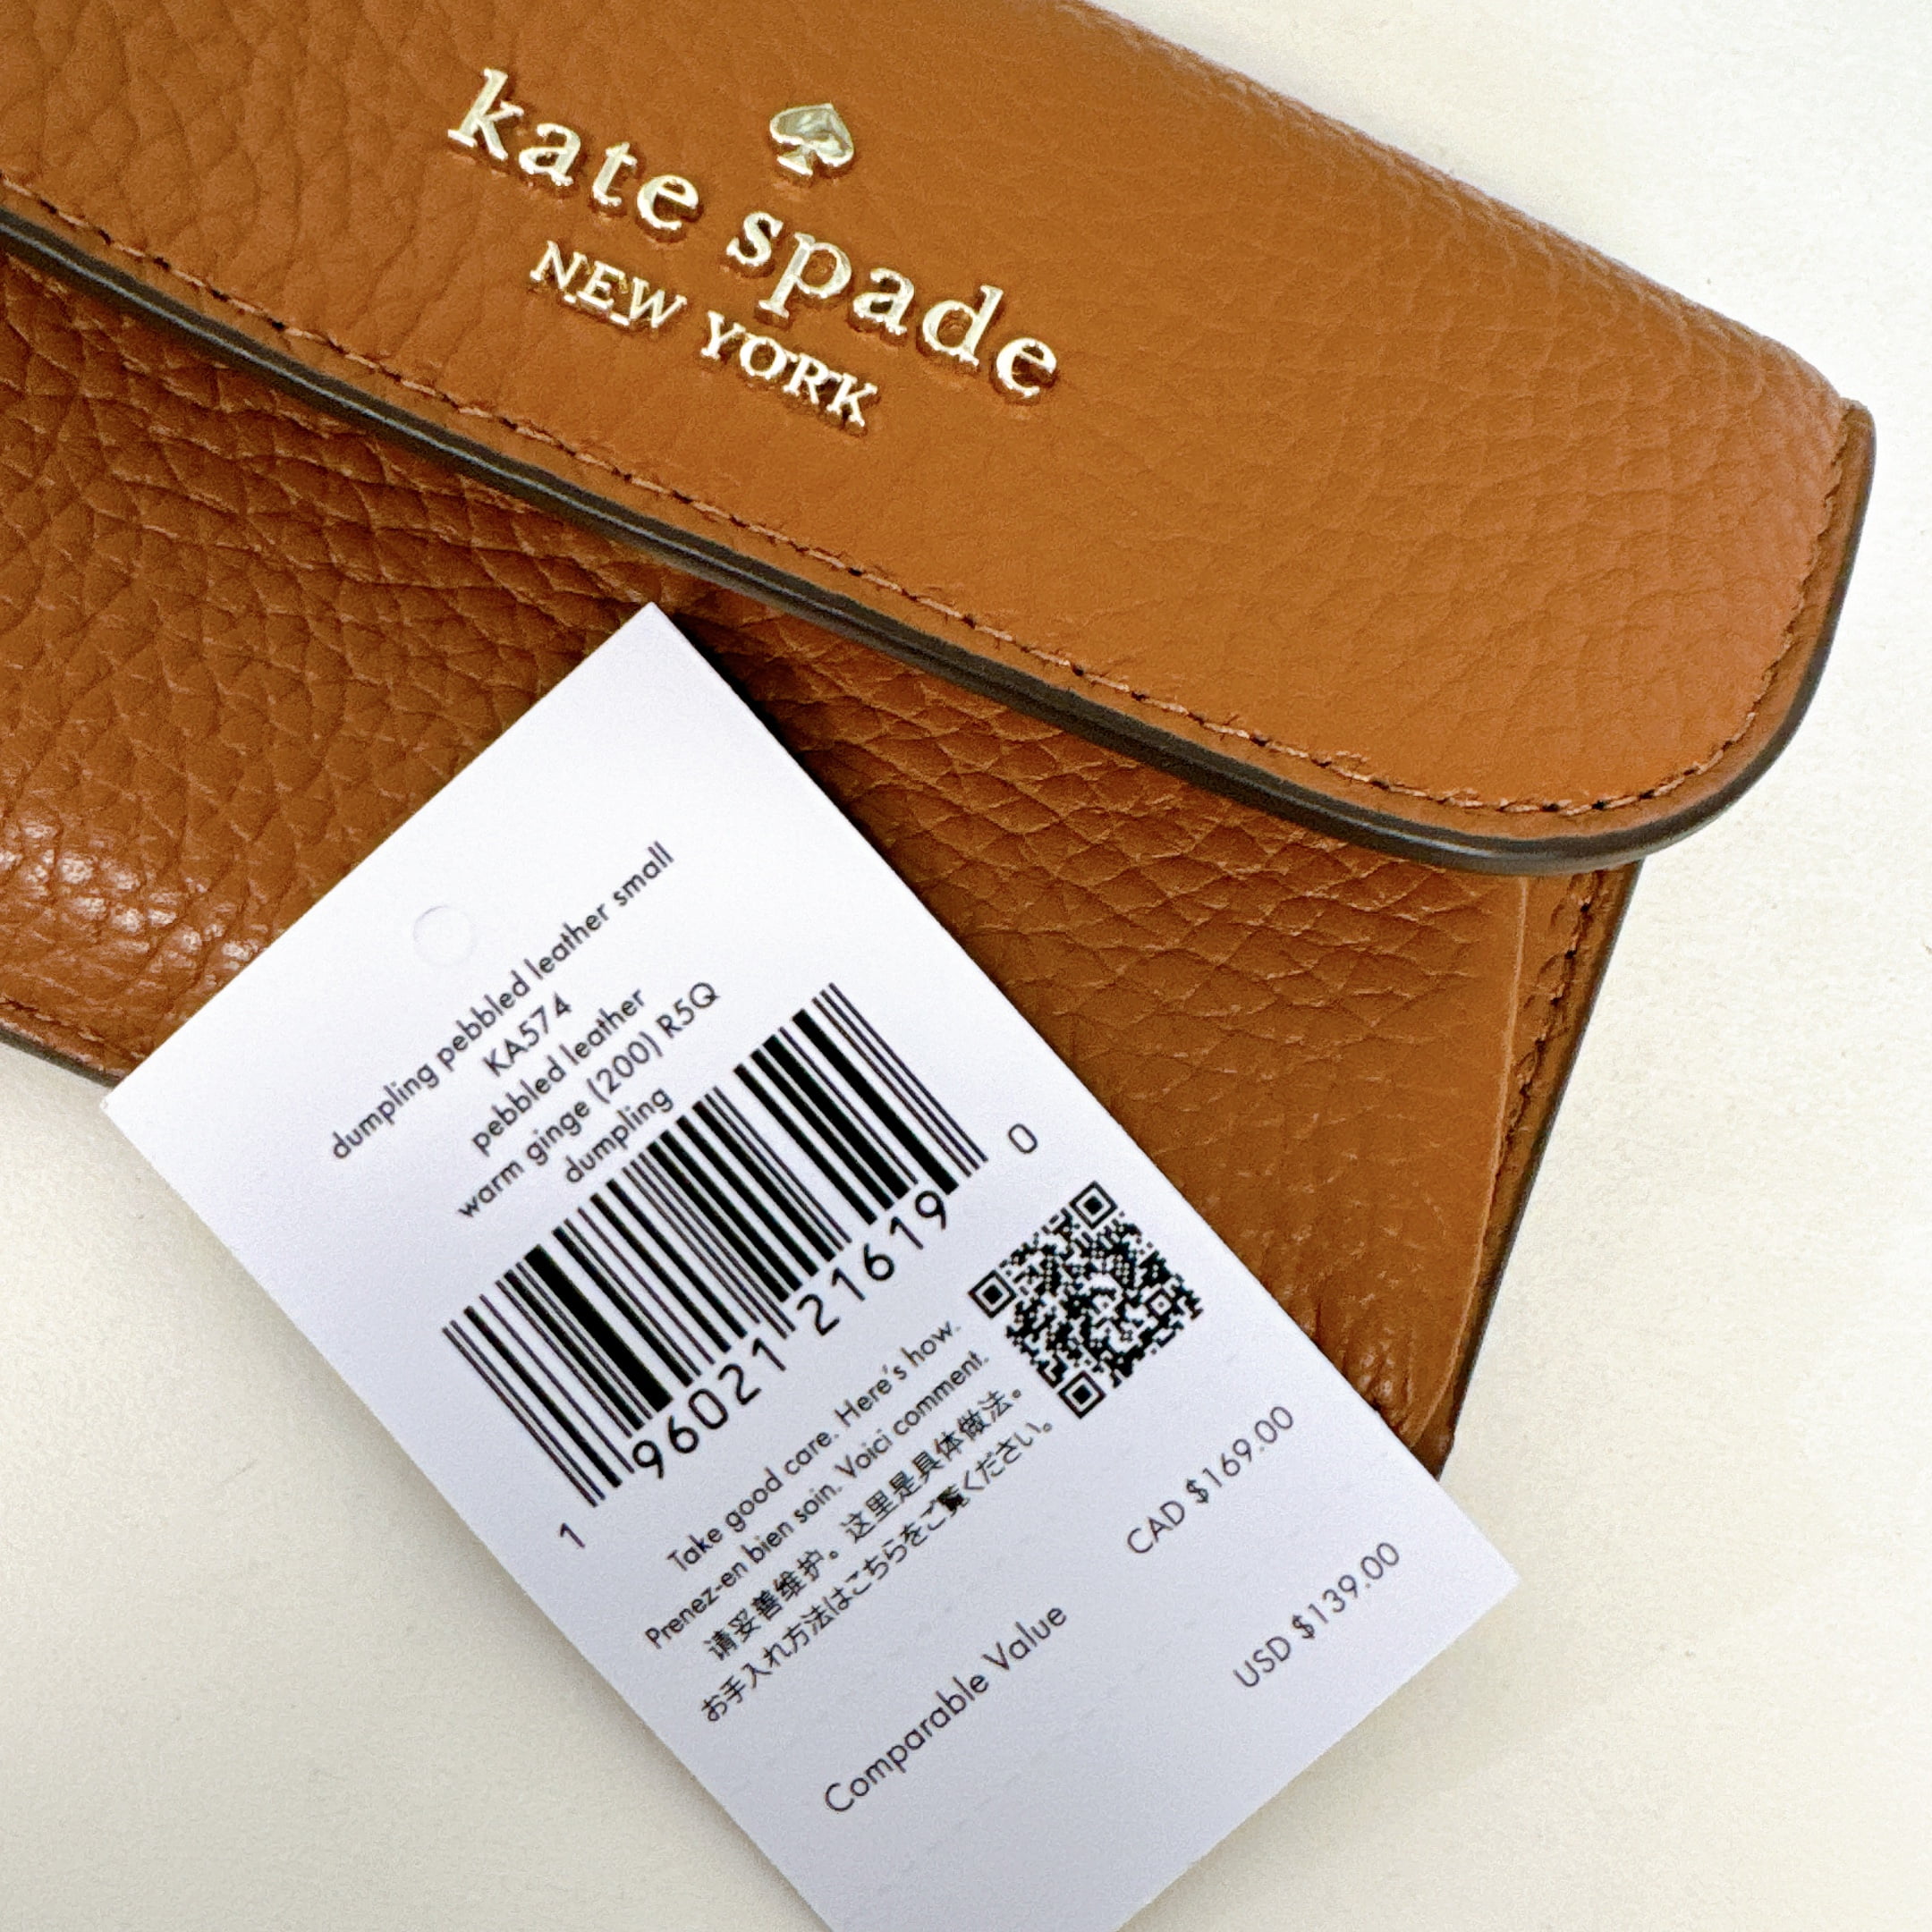 kate spade
NEW YORK
dumpling pebbled leather small
KA574
pebbled leather
warm ginge (200) R5Q
dumpling
1 96021 21619 0
Take good care. Here's how.
Prenez-en bien soin. Voici comment.
请妥善维护。这里是具体做法。
お手入れ方法はこちらをご覧ください。
CAD $169.00
Comparable Value
USD $139.00